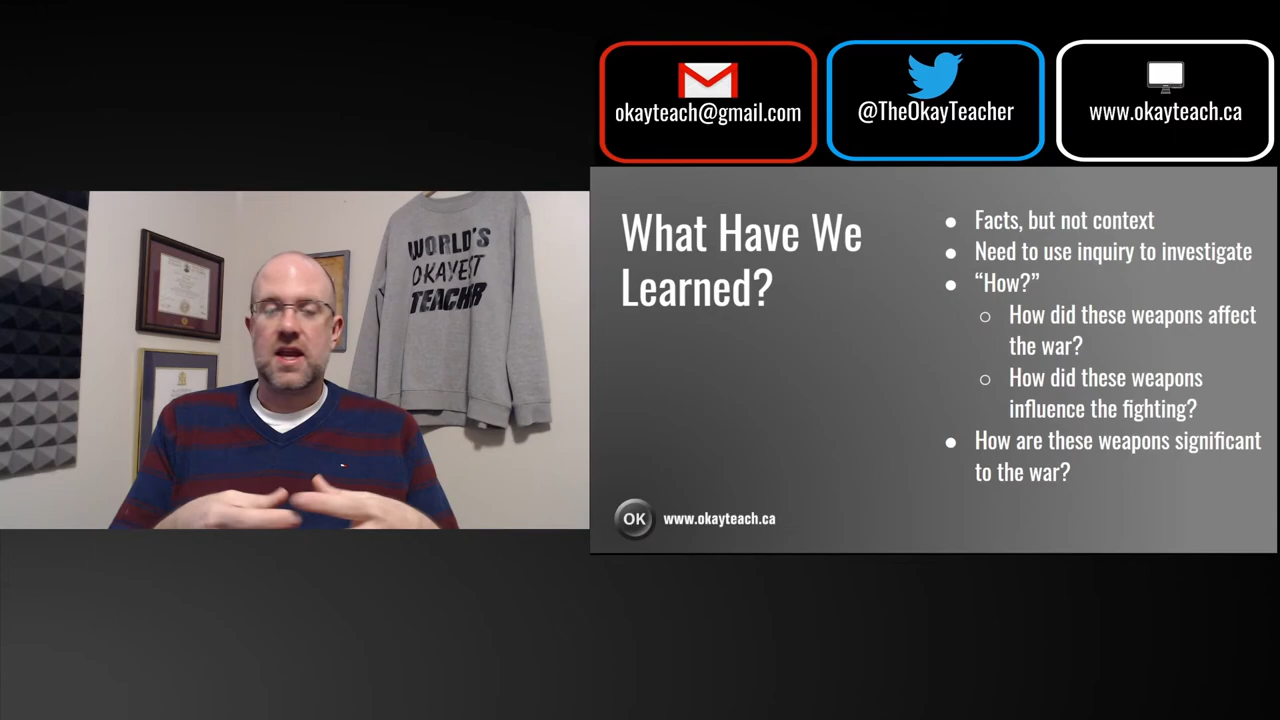 okayteach@gmail.com
@TheOkayTeacher
www.okayteach.ca
WORLD'S
OKAYEST
TEACHR
What Have We
Learned?
● Facts, but not context
● Need to use inquiry to investigate
● “How?”
○ How did these weapons affect
the war?
○ How did these weapons
influence the fighting?
● How are these weapons significant
to the war?
OK www.okayteach.ca